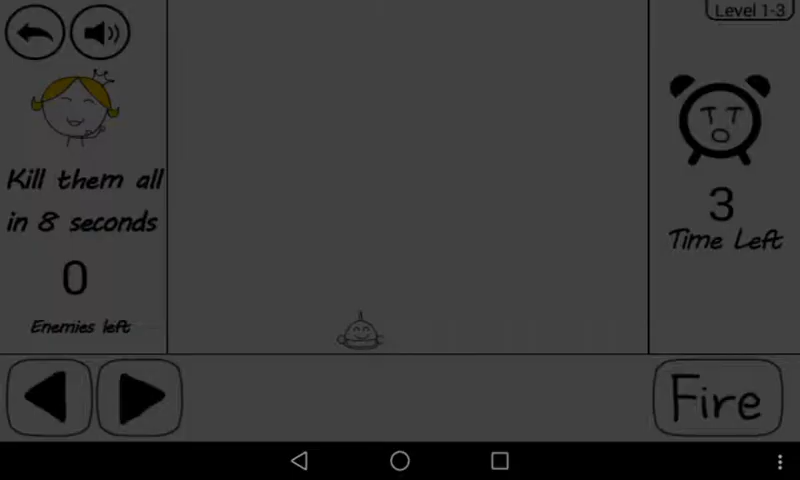 Level 1-3
Kill them all
in 8 seconds
0
Enemies left
3
Time Left
Fire